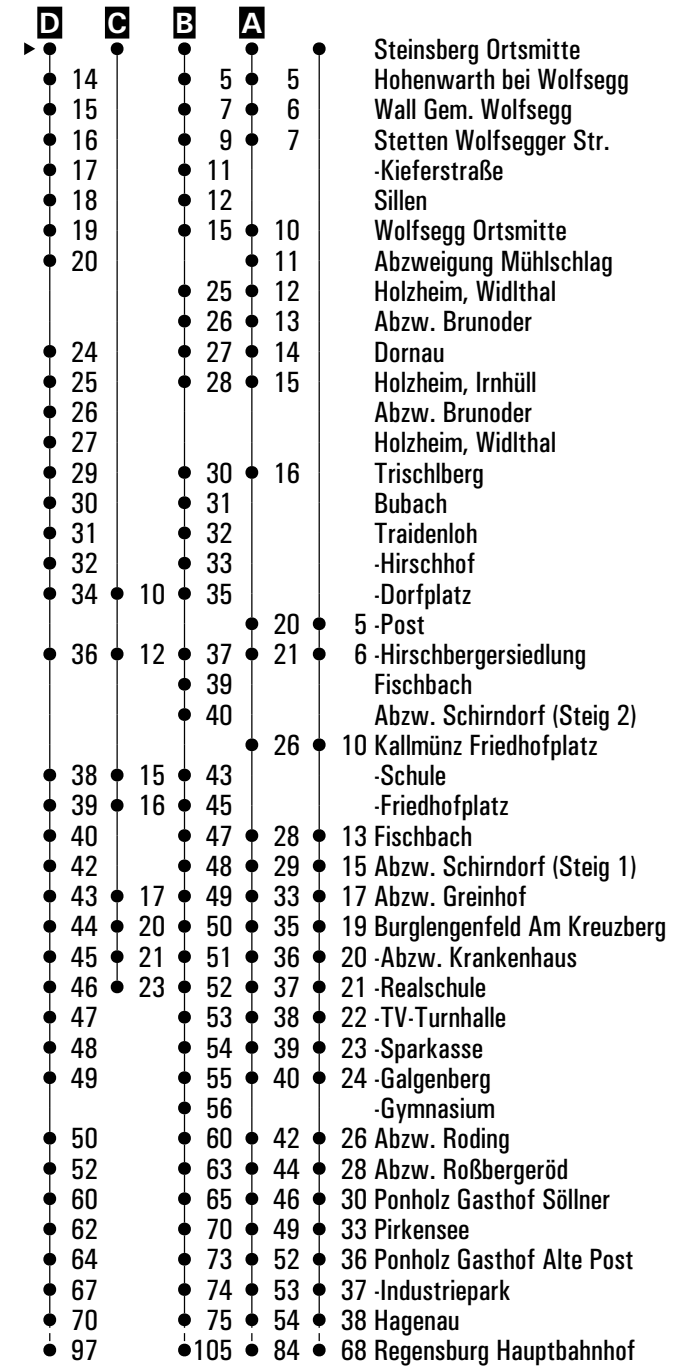 D C B A
Steinsberg Ortsmitte
14 5 5 Hohenwarth bei Wolfsegg
15 7 6 Wall Gem. Wolfsegg
16 9 7 Stetten Wolfsegger Str.
17 11 -Kieferstraße
18 12 Sillen
19 15 10 Wolfsegg Ortsmitte
20 11 Abzweigung Mühlschlag
25 12 Holzheim, Widlthal
26 13 Abzw. Brunoder
24 27 14 Dornau
25 28 15 Holzheim, Irnhüll
26 Abzw. Brunoder
27 Holzheim, Widlthal
29 30 16 Trischlberg
30 31 Bubach
31 32 Traidenloh
32 33 -Hirschhof
34 10 35 -Dorfplatz
20 5 -Post
36 12 37 21 6 -Hirschbergersiedlung
39 Fischbach
40 Abzw. Schirndorf (Steig 2)
26 10 Kallmünz Friedhofplatz
38 15 43 -Schule
39 16 45 -Friedhofplatz
40 47 28 13 Fischbach
42 48 29 15 Abzw. Schirndorf (Steig 1)
43 17 49 33 17 Abzw. Greinhof
44 20 50 35 19 Burglengenfeld Am Kreuzberg
45 21 51 36 20 -Abzw. Krankenhaus
46 23 52 37 21 -Realschule
47 53 38 22 -TV-Turnhalle
48 54 39 23 -Sparkasse
49 55 40 24 -Galgenberg
56 -Gymnasium
50 60 42 26 Abzw. Roding
52 63 44 28 Abzw. Roßbergeröd
60 65 46 30 Ponholz Gasthof Söllner
62 70 49 33 Pirkensee
64 73 52 36 Ponholz Gasthof Alte Post
67 74 53 37 -Industriepark
70 75 54 38 Hagenau
97 105 84 68 Regensburg Hauptbahnhof